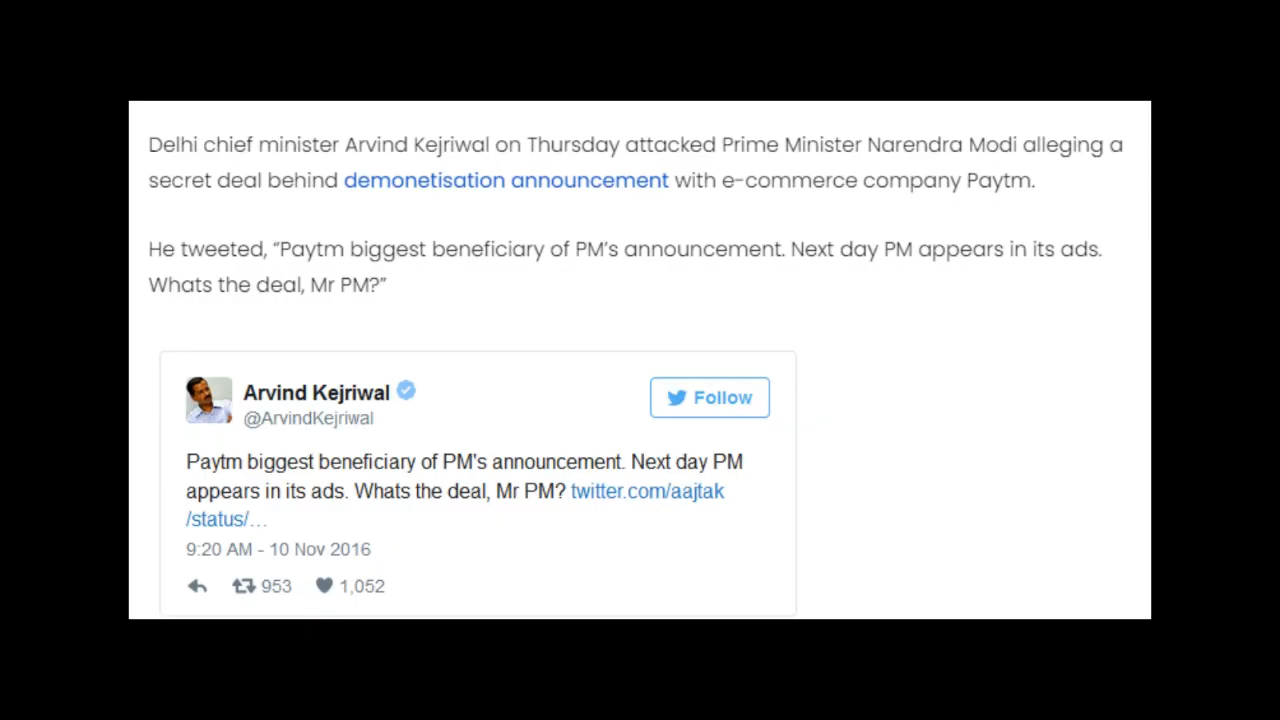 Delhi chief minister Arvind Kejriwal on Thursday attacked Prime Minister Narendra Modi alleging a
secret deal behind demonetisation announcement with e-commerce company Paytm.
He tweeted, “Paytm biggest beneficiary of PM’s announcement. Next day PM appears in its ads.
Whats the deal, Mr PM?”
Arvind Kejriwal
Follow
@ArvindKejriwal
Paytm biggest beneficiary of PM's announcement. Next day PM
appears in its ads. Whats the deal, Mr PM? twitter.com/aajtak
/status/…
9:20 AM - 10 Nov 2016
953 1,052